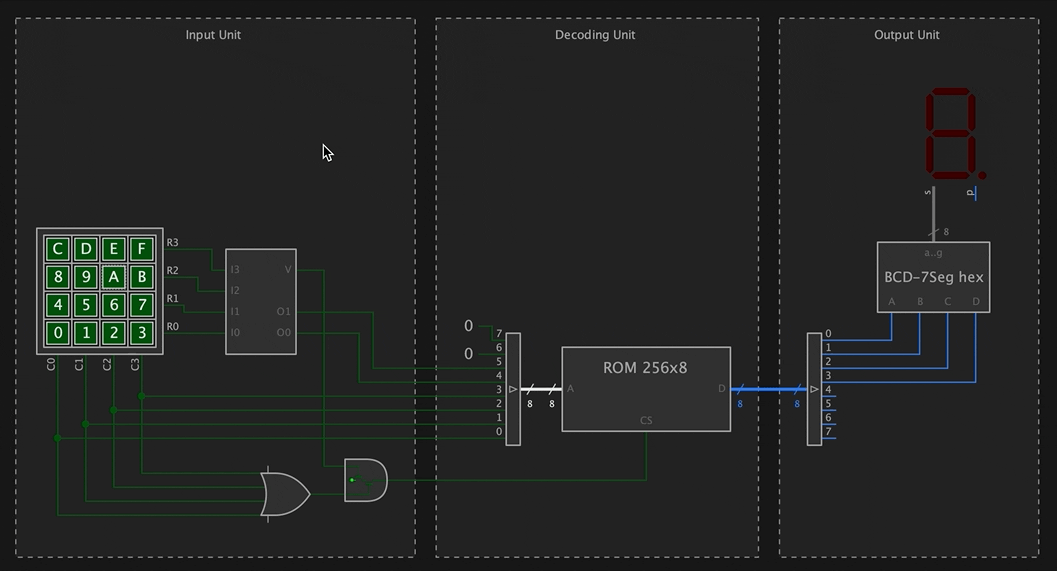 Input Unit
C D E F
8 9 A B
4 5 6 7
0 1 2 3
R3
R2
R1
R0
C0 C1 C2 C3
I3 V
I2
I1 O1
I0 O0
Decoding Unit
0
0
7
6
5
4
3
2
1
0
8 8
ROM 256x8
A D
CS
8 8
Output Unit
s p
8
a..g
BCD-7Seg hex
A B C D
0
1
2
3
4
5
6
7